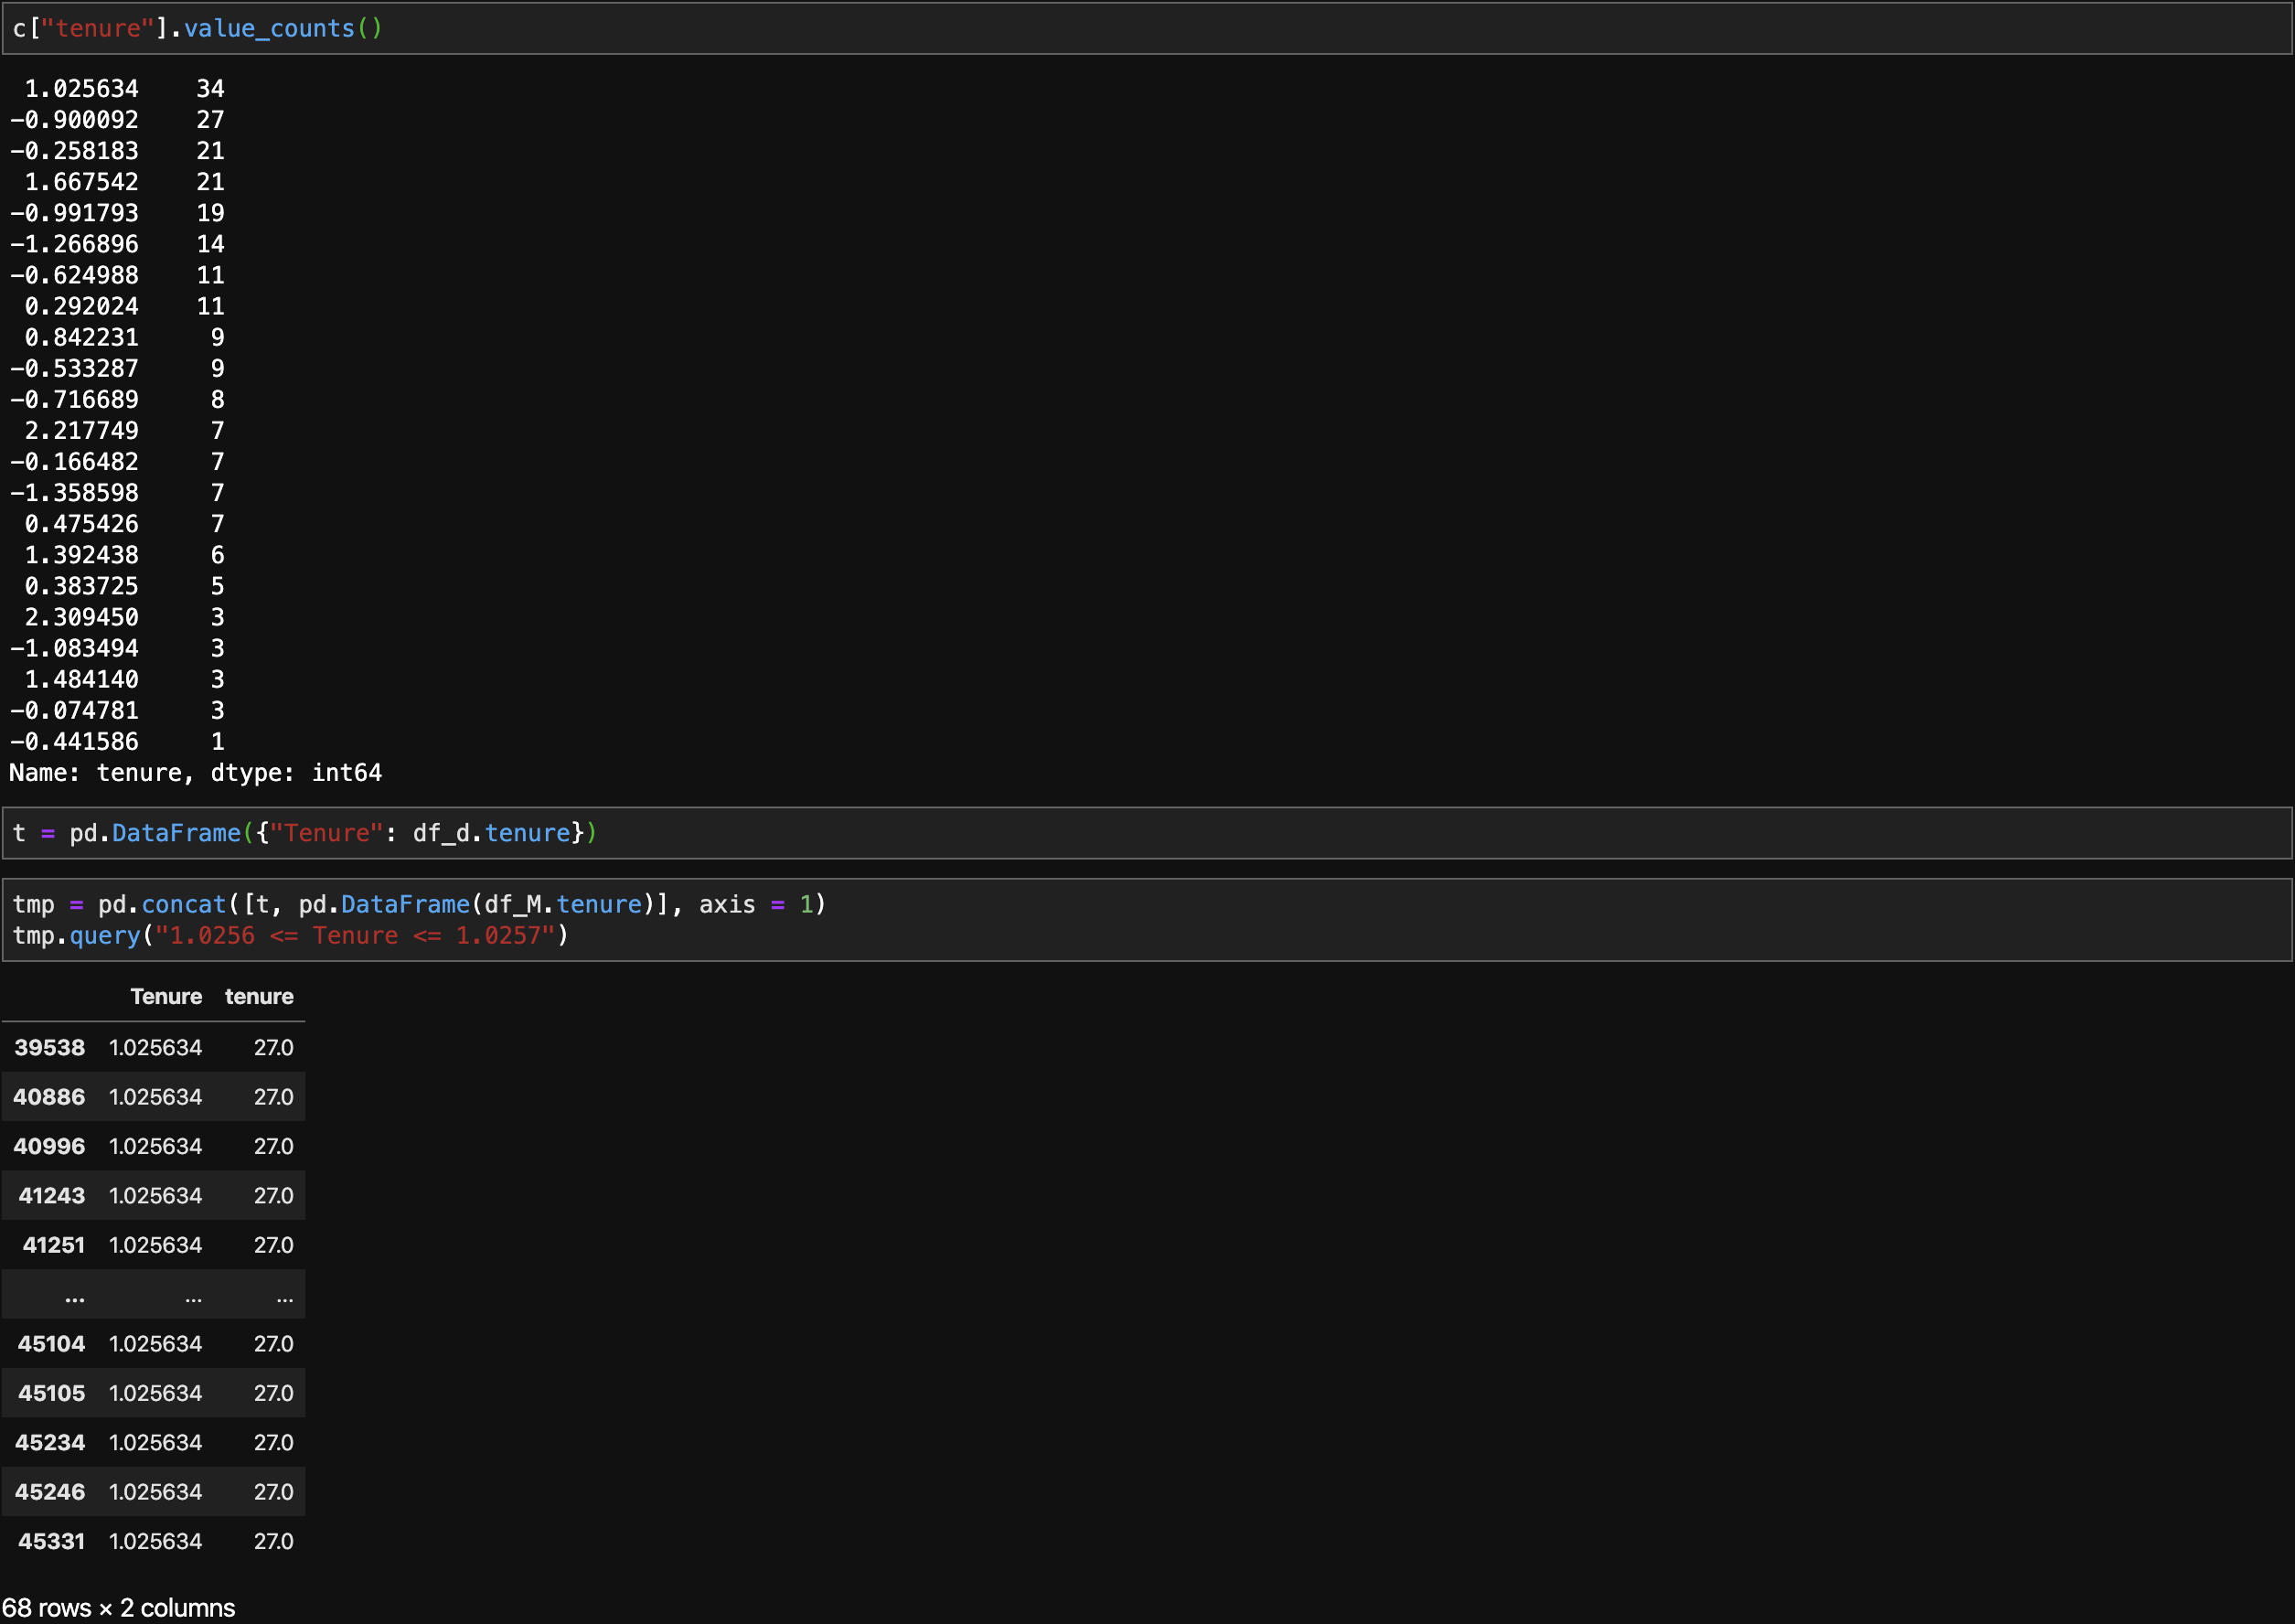 c["tenure"].value_counts()
 1.025634    34
-0.900092    27
-0.258183    21
 1.667542    21
-0.991793    19
-1.266896    14
-0.624988    11
 0.292024    11
 0.842231     9
-0.533287     9
-0.716689     8
 2.217749     7
-0.166482     7
-1.358598     7
 0.475426     7
 1.392438     6
 0.383725     5
 2.309450     3
-1.083494     3
 1.484140     3
-0.074781     3
-0.441586     1
Name: tenure, dtype: int64
t = pd.DataFrame({"Tenure": df_d.tenure})
tmp = pd.concat([t, pd.DataFrame(df_M.tenure)], axis = 1)
tmp.query("1.0256 <= Tenure <= 1.0257")
Tenure tenure
39538 1.025634 27.0
40886 1.025634 27.0
40996 1.025634 27.0
41243 1.025634 27.0
41251 1.025634 27.0
... ... ...
45104 1.025634 27.0
45105 1.025634 27.0
45234 1.025634 27.0
45246 1.025634 27.0
45331 1.025634 27.0
68 rows × 2 columns